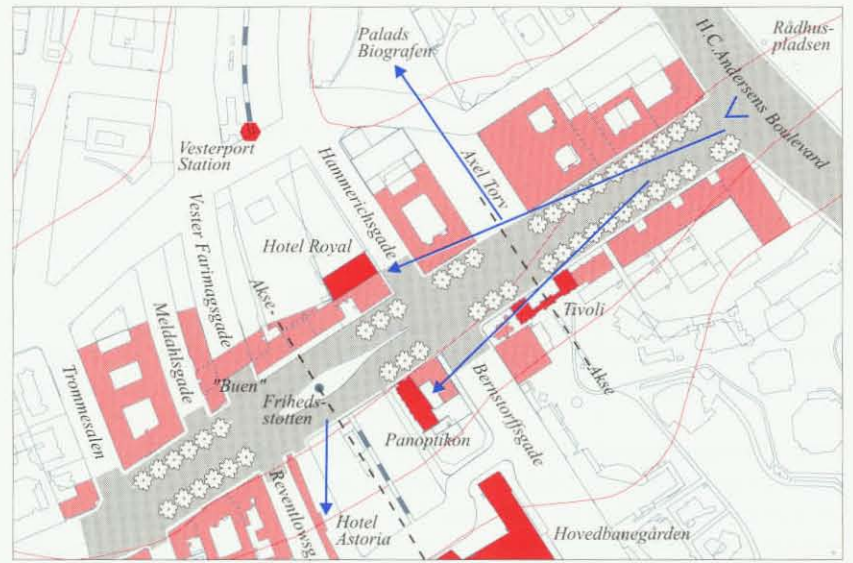 Palads
Biografen
H.C.Andersens Boulevard
Rådhus-
pladsen
Vesterport
Station
Hammerichsgade
Axel Torv
Hotel Royal
Vester Farimagsgade
Akse
Meldahlsgade
Tivoli
Trommesalen
"Buen"
Friheds-
støtten
Akse
Bernstorffsgade
Panoptikon
Reventlowsg.
Hotel
Astoria
Hovedbanegården